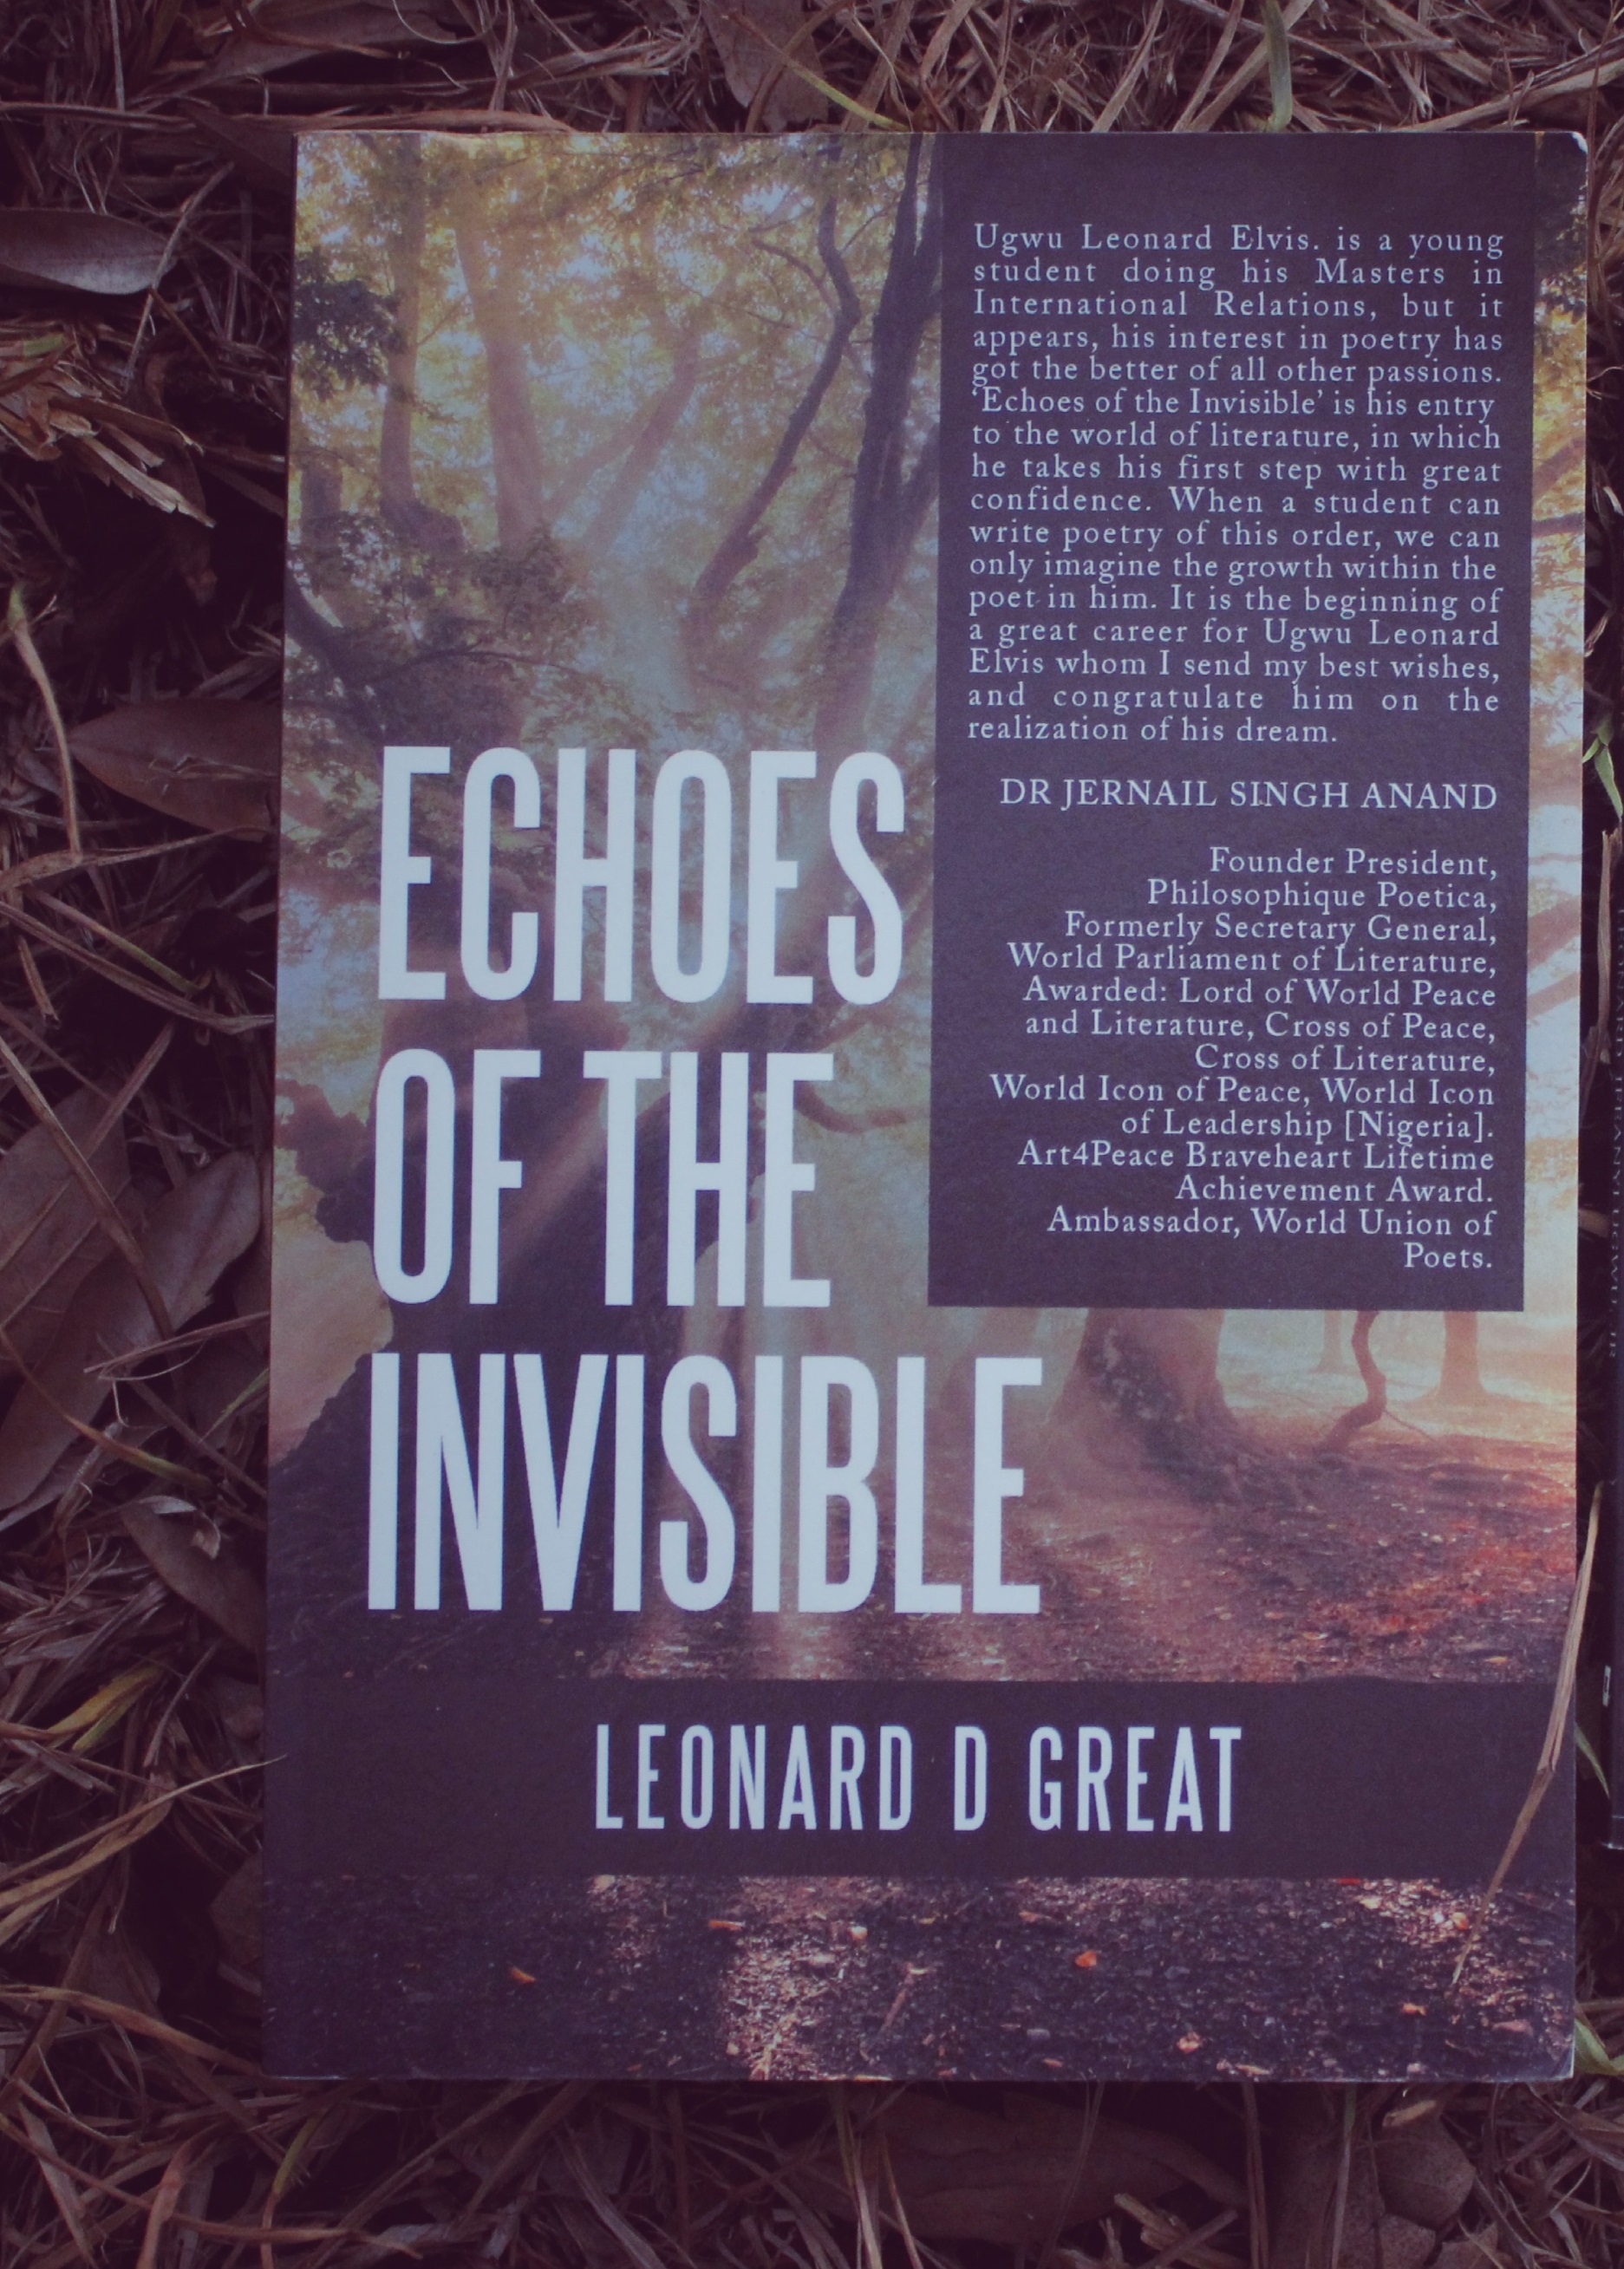 Ugwu Leonard Elvis. is a young
student doing his Masters in
International Relations, but it
appears, his interest in poetry has
got the better of all other passions.
‘Echoes of the Invisible’ is his entry
to the world of literature, in which
he takes his first step with great
confidence. When a student can
write poetry of this order, we can
only imagine the growth within the
poet in him. It is the beginning of
a great career for Ugwu Leonard
Elvis whom I send my best wishes,
and congratulate him on the
realization of his dream.
DR JERNAIL SINGH ANAND
Founder President,
Philosophique Poetica,
Formerly Secretary General,
World Parliament of Literature,
Awarded: Lord of World Peace
and Literature, Cross of Peace,
Cross of Literature,
World Icon of Peace, World Icon
of Leadership [Nigeria].
Art4Peace Braveheart Lifetime
Achievement Award.
Ambassador, World Union of
Poets.
ECHOES
OF THE
INVISIBLE
LEONARD D GREAT